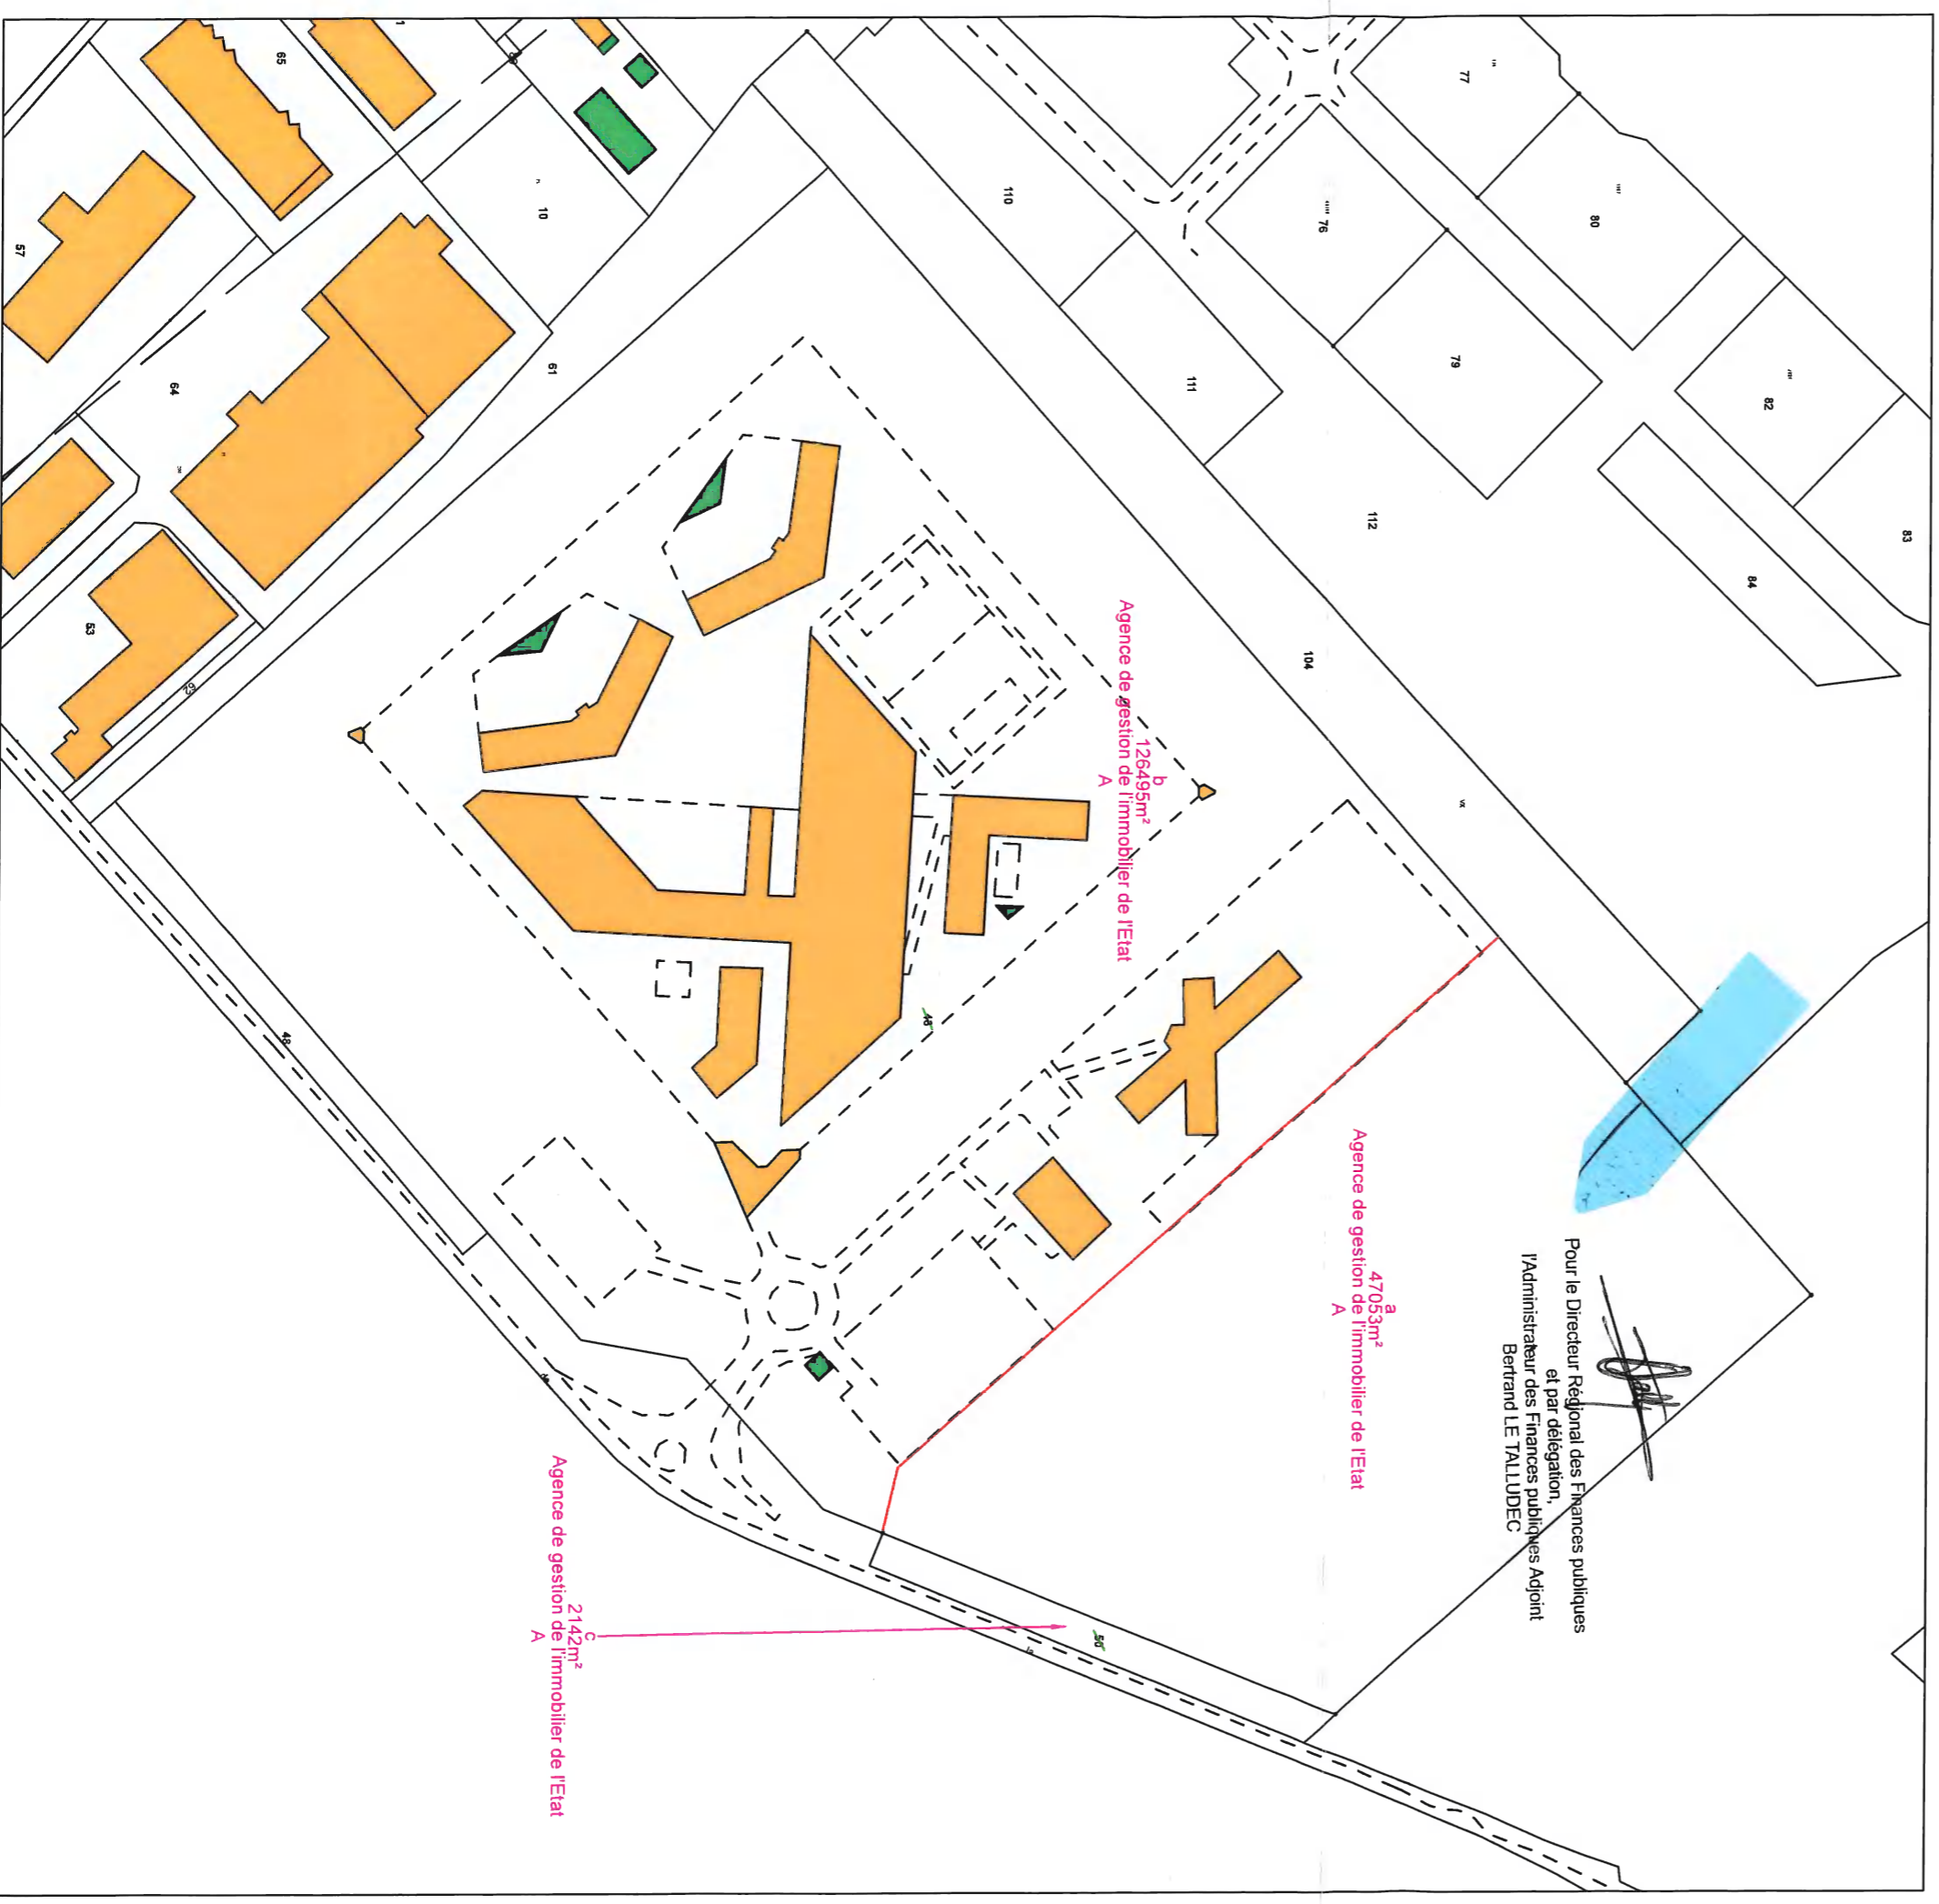 83
82
84
80
77
79
76
112
104
110
111
b
126495m²
Agence de gestion de l'immobilier de l'Etat
A
a
47053m²
Agence de gestion de l'immobilier de l'Etat
A
Pour le Directeur Régional des Finances publiques
et par délégation,
l'Administrateur des Finances publiques Adjoint
Bertrand LE TALLUDEC
c
2142m²
Agence de gestion de l'immobilier de l'Etat
A
50
48
61
10
65
64
57
53